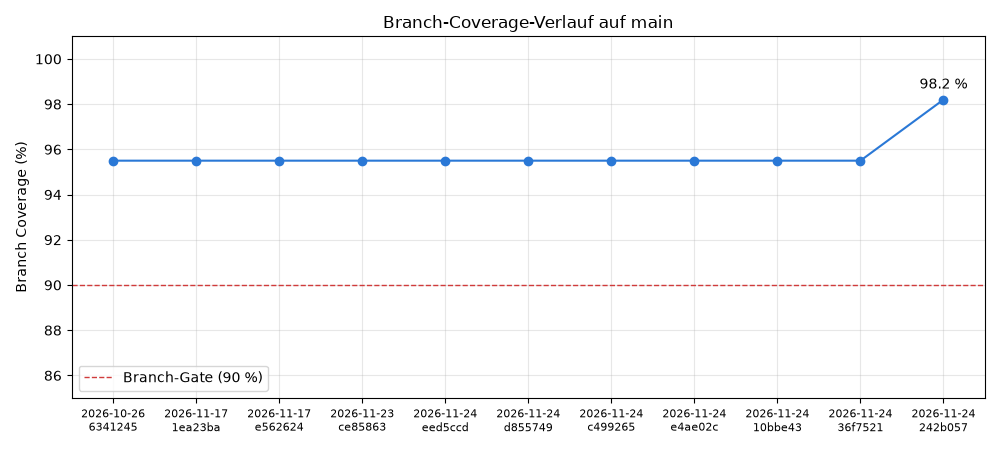 Branch-Coverage-Verlauf auf main
98.2 %
Branch Coverage (%)
100
98
96
94
92
90
88
86
Branch-Gate (90 %)
2026-10-26 2026-11-17 2026-11-17 2026-11-23 2026-11-24 2026-11-24 2026-11-24 2026-11-24 2026-11-24 2026-11-24 2026-11-24
6341245 1ea23ba e562624 ce85863 eed5ccd d855749 c499265 e4ae02c 10bbe43 36f7521 242b057